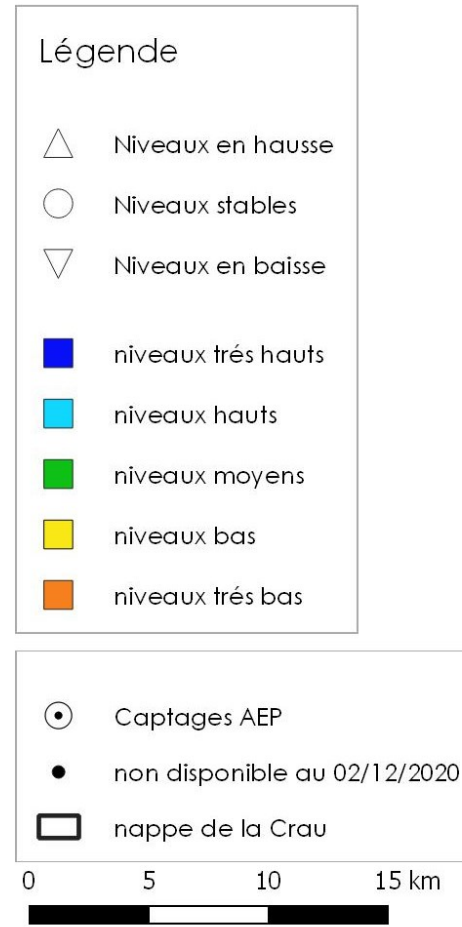 Légende
Niveaux en hausse
Niveaux stables
Niveaux en baisse
niveaux trés hauts
niveaux hauts
niveaux moyens
niveaux bas
niveaux trés bas
Captages AEP
non disponible au 02/12/2020
nappe de la Crau
0 5 10 15 km